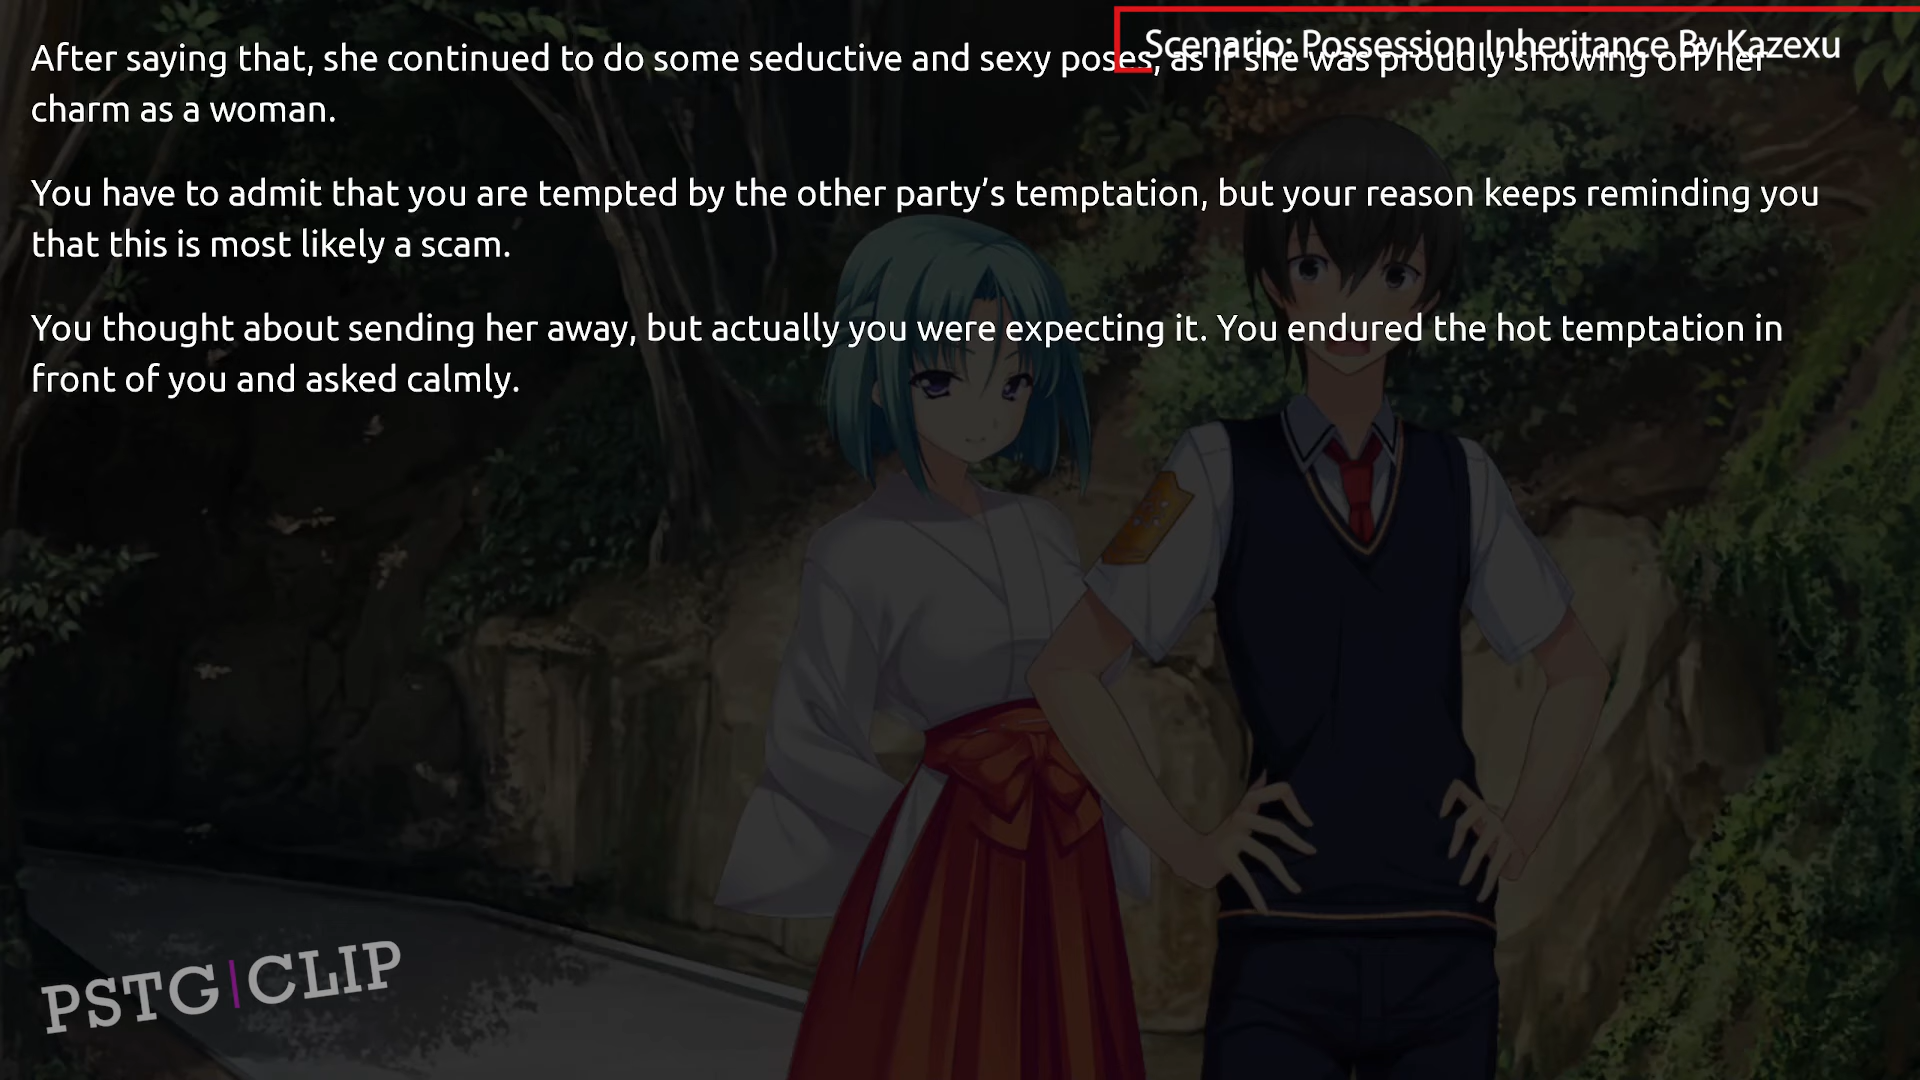 Scenario: Possession Inheritance By Kazexu
After saying that, she continued to do some seductive and sexy poses, as if she was proudly showing off her
charm as a woman.
You have to admit that you are tempted by the other party’s temptation, but your reason keeps reminding you
that this is most likely a scam.
You thought about sending her away, but actually you were expecting it. You endured the hot temptation in
front of you and asked calmly.
PSTG|CLIP